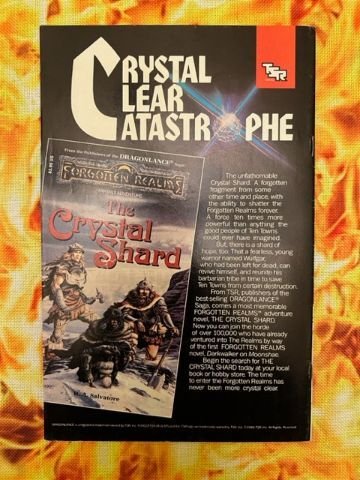 CRYSTAL
CLEAR
CATASTROPHE
TSR
From the Publishers of the DRAGONLANCE® Saga
FORGOTTEN REALMS
FANTASY ADVENTURE
The
Crystal
Shard
R.A. Salvatore
The unfathomable
Crystal Shard. A forgotten
fragment from some
other time and place, with
the ability to shatter the
Forgotten Realms forever.
A force ten times more
powerful than anything the
good people of Ten Towns
could ever have imagined.
But, there is a shard of
hope, too. That a fearless, young
warrior named Wulfgar,
who had been left for dead, can
revive himself, and reunite his
barbarian tribe in time to save
Ten Towns from certain destruction.
From TSR, publishers of the
best-selling DRAGONLANCE®
Saga, comes a most memorable
FORGOTTEN REALMS™ adventure
novel, THE CRYSTAL SHARD.
Now you can join the horde
of over 100,000 who have already
ventured into The Realms by way
of the first FORGOTTEN REALMS
novel, Darkwalker on Moonshae.
Begin the search for THE
CRYSTAL SHARD today at your local
book or hobby store. The time
to enter the Forgotten Realms has
never been more crystal clear.